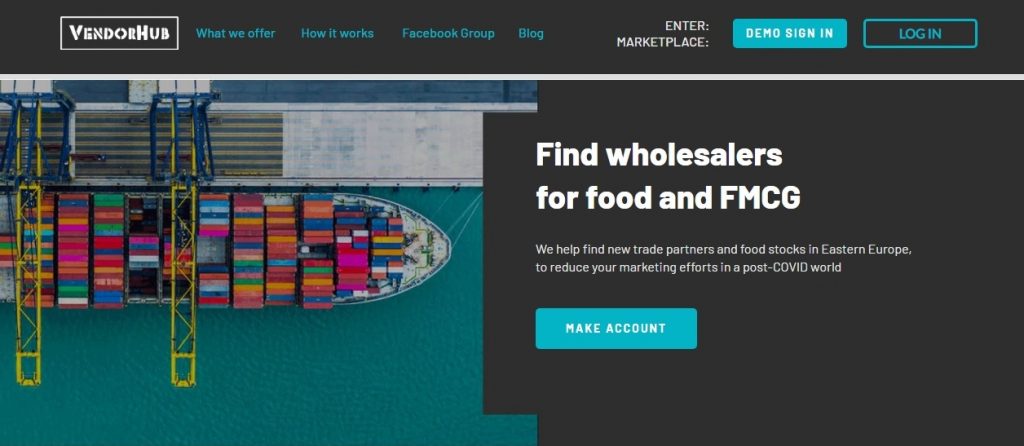 VENDORHUB
What we offer
How it works
Facebook Group
Blog
ENTER:
MARKETPLACE:
DEMO SIGN IN
LOG IN
Find wholesalers
for food and FMCG
We help find new trade partners and food stocks in Eastern Europe,
to reduce your marketing efforts in a post-COVID world
MAKE ACCOUNT